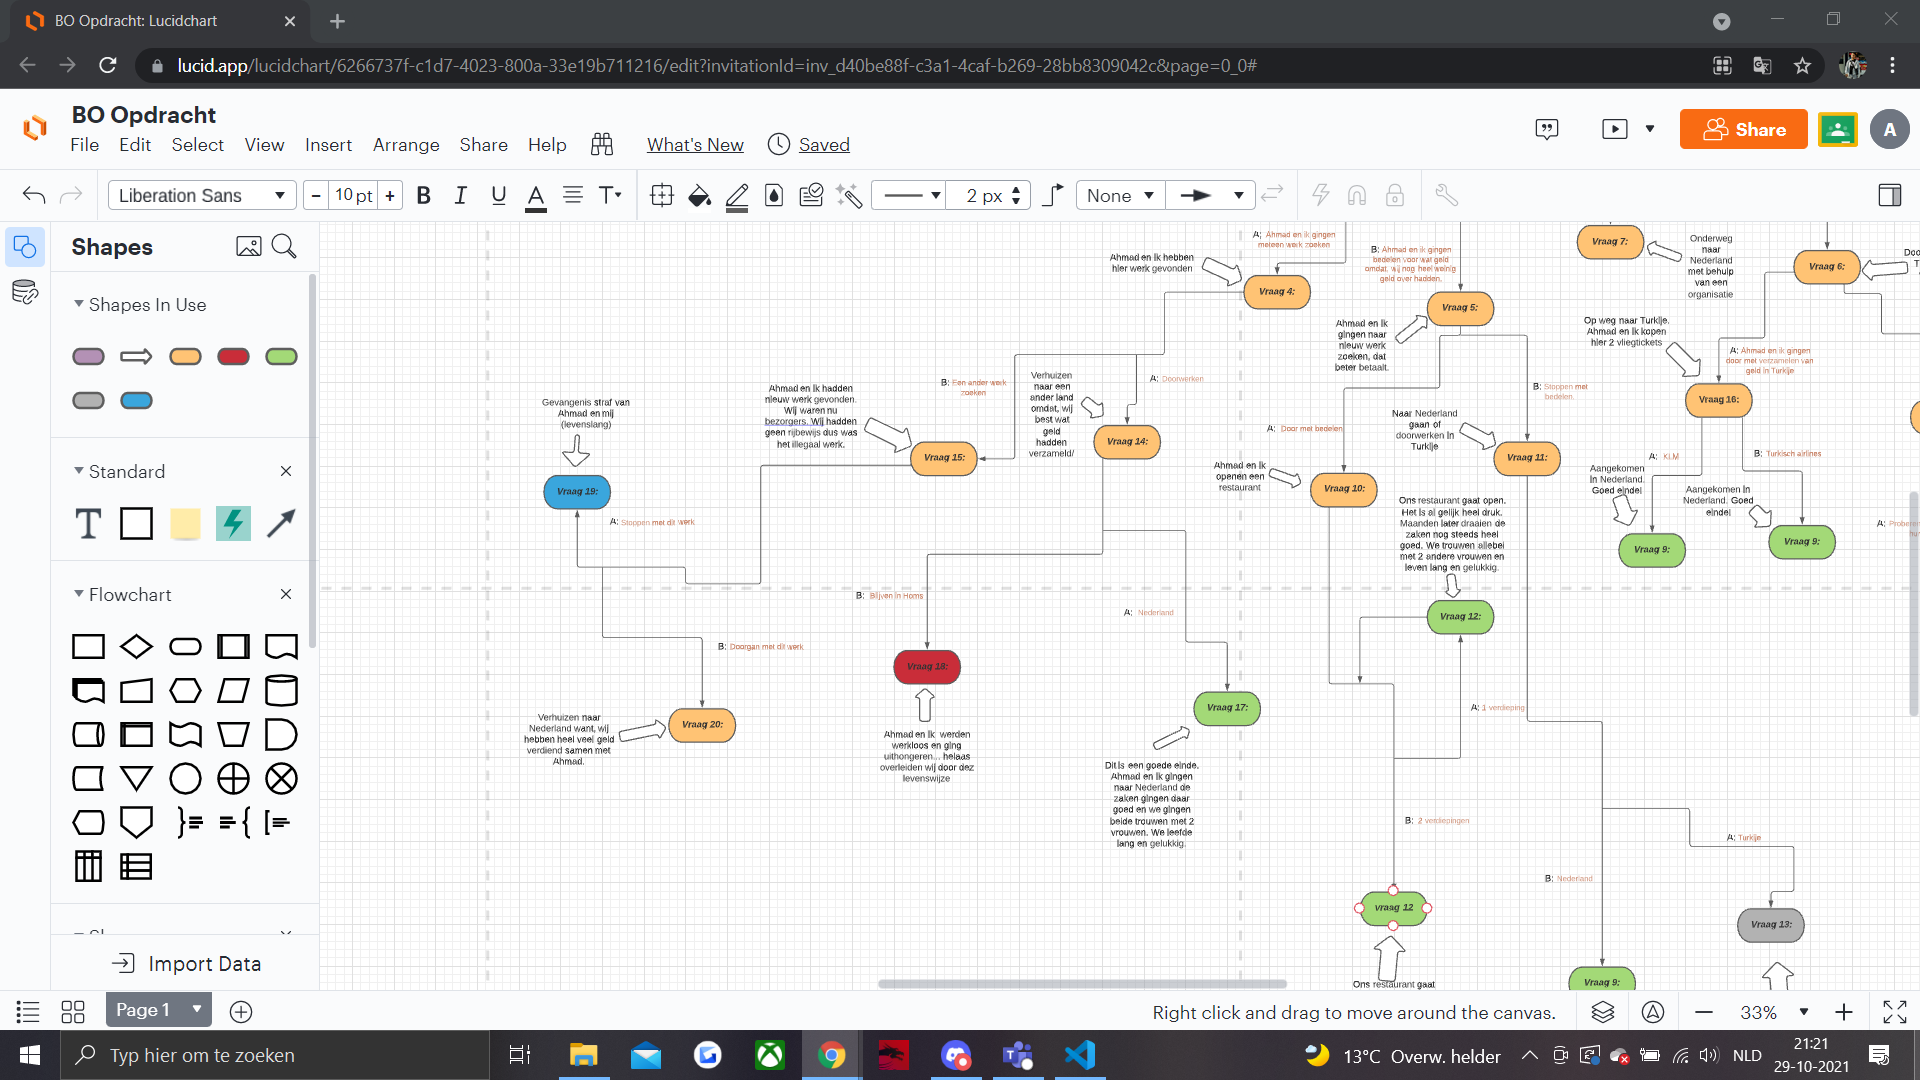 BO Opdracht: Lucidchart
lucid.app/lucidchart/6266737f-c1d7-4023-800a-33e19b711216/edit?invitationId=inv_d40be88f-c3a1-4caf-b269-28bb8309042c&page=0_0#
BO Opdracht
File Edit Select View Insert Arrange Share Help What's New Saved
Share
A
Liberation Sans
- 10 pt +
B I U A T
2 px
None
Shapes
Shapes In Use
Standard
T
Flowchart
Import Data
A: Ahmad en ik gingen
meteen werk zoeken
Ahmad en ik hebben
hier werk gevonden
Vraag 4:
B: Ahmad en ik gingen
bedelen voor wat geld
omdat, wij nog heel weinig
geld over hadden.
Vraag 5:
Ahmad en ik
gingen naar
nieuw werk
zoeken, dat
beter betaalt.
Vraag 7:
Onderweg
naar
Nederland
met behulp
van een
organisatie
Vraag 6:
Op weg naar Turkije.
Ahmad en ik kopen
hier 2 vliegtickets
A: Ahmad en ik gingen
door met verzamelen van
geld in Turkije
Vraag 16:
B: Een ander werk
zoeken
Verhuizen
naar een
ander land
omdat, wij
best wat
geld
hadden
verzameld/
A: Doorwerken
Vraag 14:
Ahmad en ik hadden
nieuw werk gevonden.
Wij waren nu
bezorgers. Wij hadden
geen rijbewijs dus was
het illegaal werk.
Vraag 15:
Gevangenis straf van
Ahmad en mij
(levenslang)
Vraag 19:
A: Stoppen met dit werk
B: Stoppen met
bedelen.
A: Door met bedelen
Naar Nederland
gaan of
doorwerken in
Turkije
Vraag 11:
Ahmad en ik
openen een
restaurant
Vraag 10:
A: KLM
B: Turkisch airlines
Aangekomen
in Nederland.
Goed einde!
Aangekomen in
Nederland. Goed
einde!
Vraag 9:
Vraag 9:
Ons restaurant gaat open.
Het is al gelijk heel druk.
Maanden later draaien de
zaken nog steeds heel
goed. We trouwen allebei
met 2 andere vrouwen en
leven lang en gelukkig.
Vraag 12:
B: Blijven in Homs
A: Nederland
B: Doorgan met dit werk
Vraag 18:
Vraag 17:
Verhuizen naar
Nederland want, wij
hebben heel veel geld
verdiend samen met
Ahmad.
Vraag 20:
Ahmad en ik werden
werkloos en ging
uithongeren... helaas
overleiden wij door dez
levenswijze
Dit is een goede einde.
Ahmad en ik gingen
naar Nederland de
zaken gingen daar
goed en we gingen
beide trouwen met 2
vrouwen. We leefde
lang en gelukkig.
A: 1 verdieping
B: 2 verdiepingen
A: Turkije
B: Nederland
vraag 12
Vraag 13:
Vraag 9:
Ons restaurant gaat
Page 1
Right click and drag to move around the canvas.
33%
Typ hier om te zoeken
13°C Overw. helder
NLD
21:21
29-10-2021